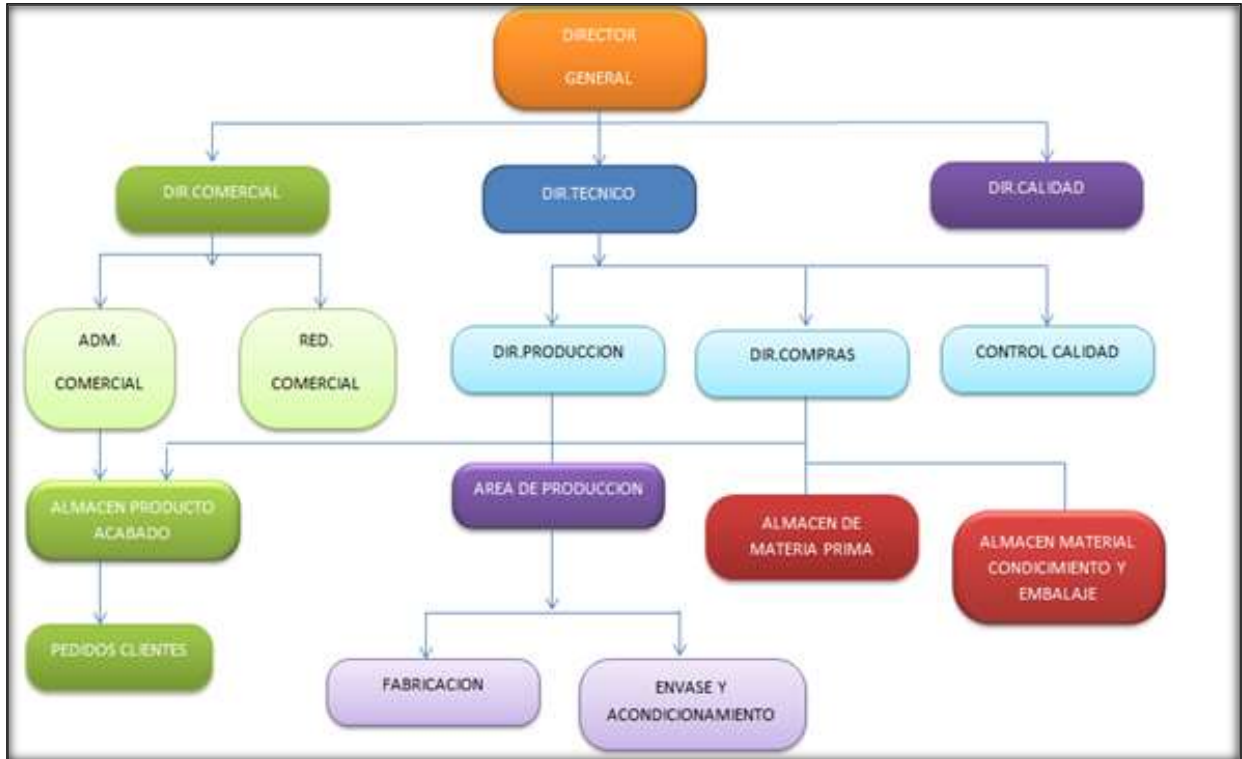 DIRECTOR
GENERAL
DIR.COMERCIAL
DIR.TECNICO
DIR.CALIDAD
ADM.
COMERCIAL
RED.
COMERCIAL
DIR.PRODUCCION
DIR.COMPRAS
CONTROL CALIDAD
ALMACEN PRODUCTO
ACABADO
AREA DE PRODUCCION
ALMACEN DE
MATERIA PRIMA
ALMACEN MATERIAL
CONDICIMIENTO Y
EMBALAJE
PEDIDOS CLIENTES
FABRICACION
ENVASE Y
ACONDICIONAMIENTO